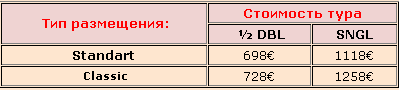 Тип размещения:
Стоимость тура
½ DBL SNGL
Standart 698€ 1118€
Classic 728€ 1258€